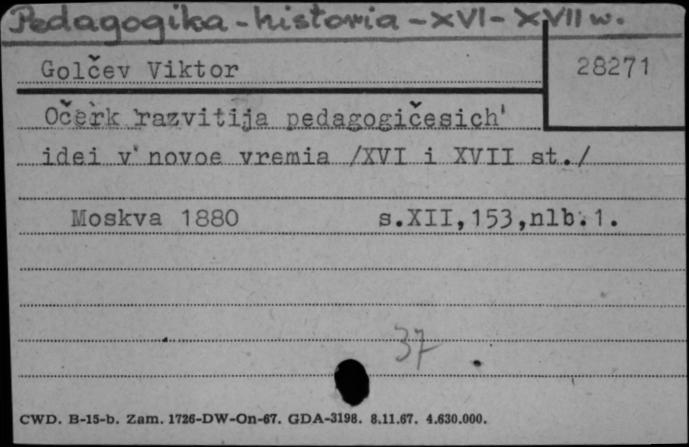 Pedagogika - historia - XVI - XVII w.
Golčev Viktor
28271
Očerk razvitija pedagogičesich'
idei v' novoe vremia /XVI i XVII st./
Moskva 1880 s.XII,153,nlb.1.
37
CWD. B-15-b. Zam. 1726-DW-On-67. GDA-3198. 8.11.67. 4.630.000.